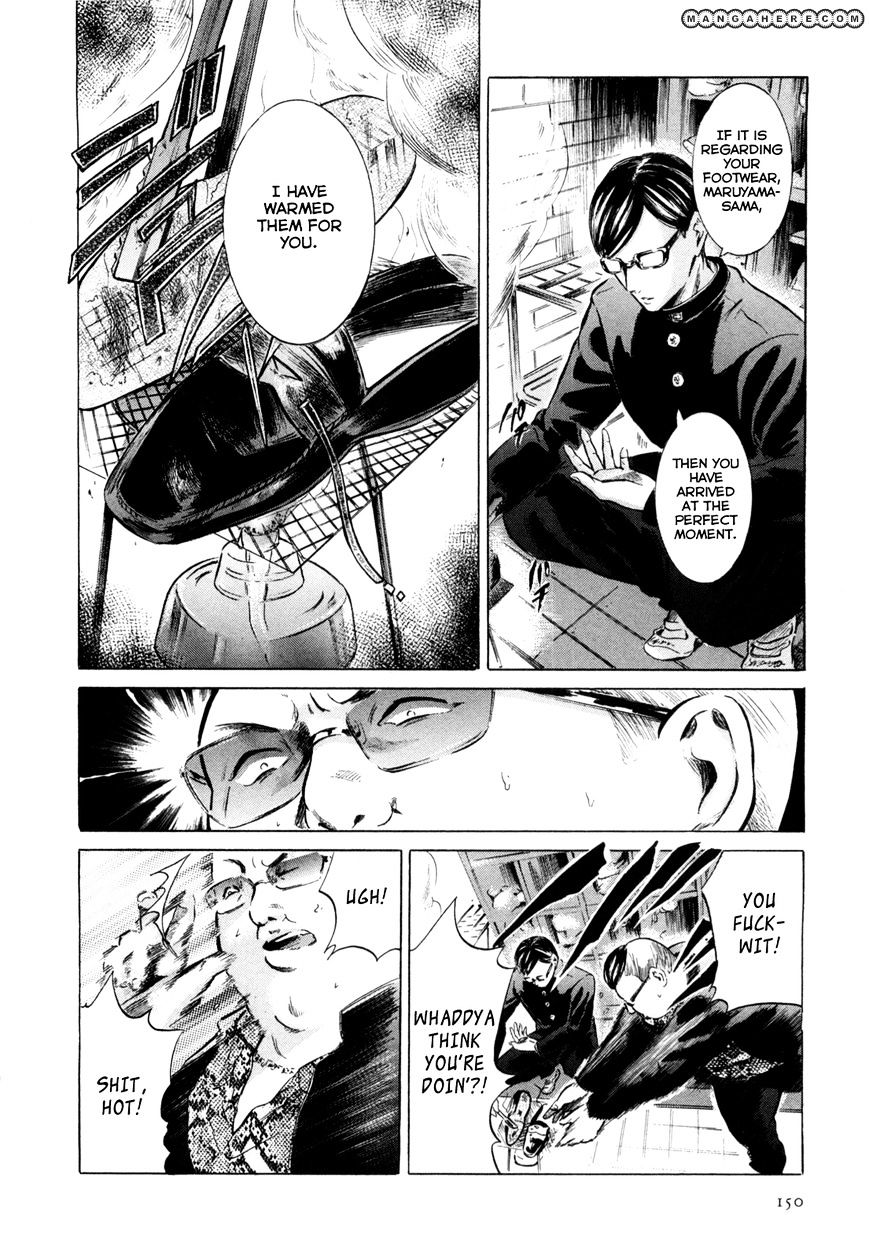 MANGAHERE.COM
IF IT IS
REGARDING
YOUR
FOOTWEAR,
MARUYAMA-
SAMA,
THEN YOU
HAVE
ARRIVED
AT THE
PERFECT
MOMENT.
I HAVE
WARMED
THEM FOR
YOU.
YOU
FUCK-
WIT!
WHADDYA
THINK
YOU'RE
DOIN'?!
UGH!
SHIT,
HOT!
150